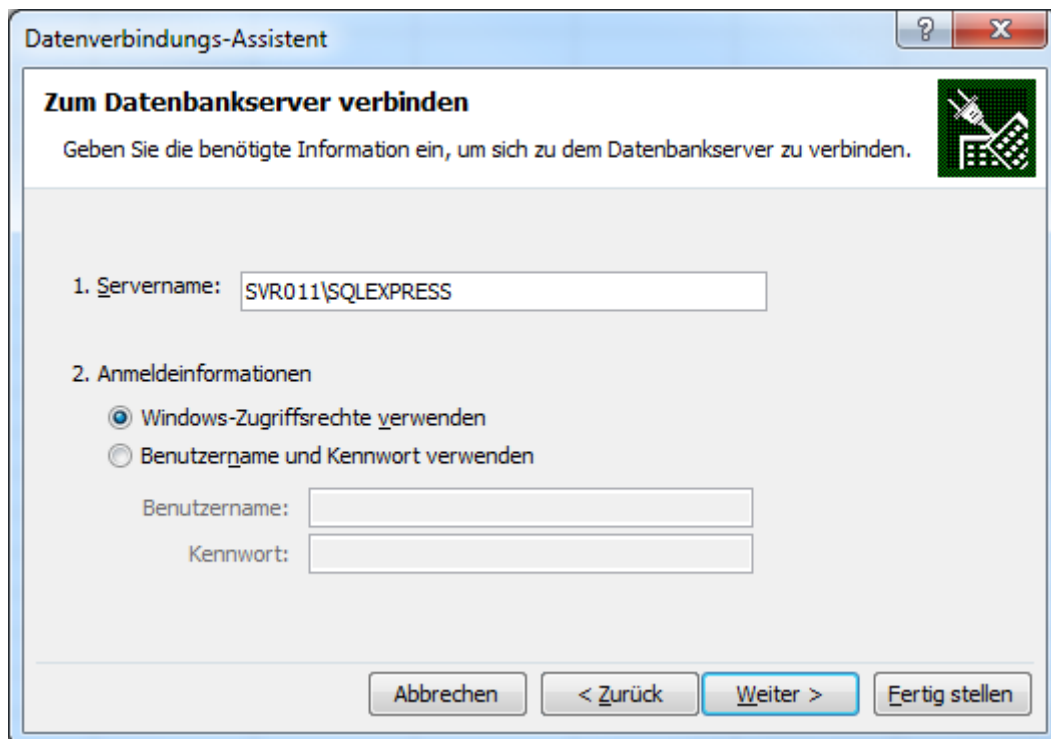 Datenverbindungs-Assistent
Zum Datenbankserver verbinden
Geben Sie die benötigte Information ein, um sich zu dem Datenbankserver zu verbinden.
1. Servername: SVR011\SQLEXPRESS
2. Anmeldeinformationen
Windows-Zugriffsrechte verwenden
Benutzername und Kennwort verwenden
Benutzername:
Kennwort:
Abbrechen < Zurück Weiter > Fertig stellen